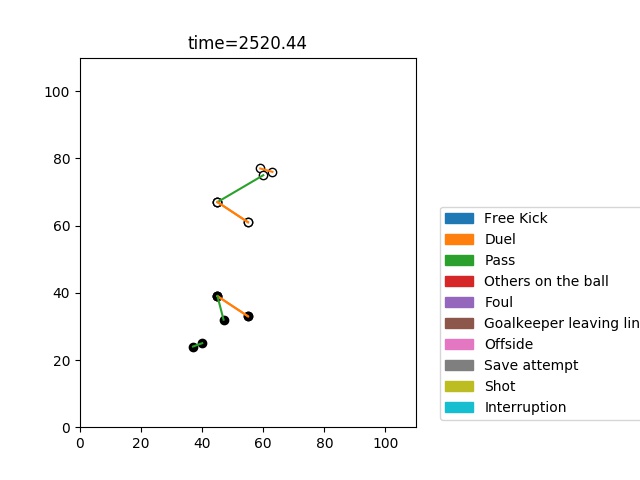 time=2520.44
100
80
60
40
20
0
0 20 40 60 80 100
Free Kick
Duel
Pass
Others on the ball
Foul
Goalkeeper leaving lin
Offside
Save attempt
Shot
Interruption